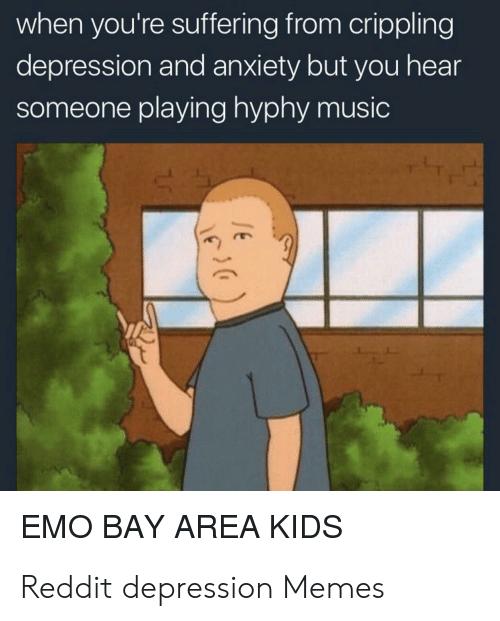 when you're suffering from crippling
depression and anxiety but you hear
someone playing hyphy music
EMO BAY AREA KIDS
Reddit depression Memes